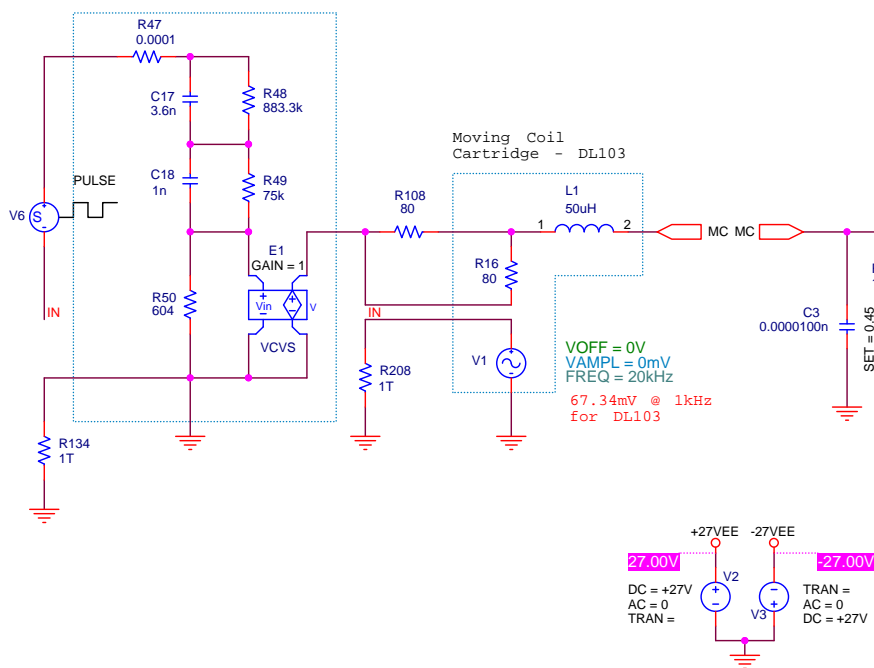 R47
0.0001
C17
3.6n
R48
883.3k
C18
1n
R49
75k
PULSE
V6
S
IN
E1
GAIN = 1
Vin
V
VCVS
R50
604
R134
1T
Moving Coil
Cartridge - DL103
R108
80
L1
50uH
1
2
R16
80
IN
R208
1T
V1
VOFF = 0V
VAMPL = 0mV
FREQ = 20kHz
67.34mV @ 1kHz
for DL103
MC
MC
C3
0.0000100n
SET = 0.45
+27VEE
-27VEE
27.00V
-27.00V
V2
DC = +27V
AC = 0
TRAN =
V3
TRAN =
AC = 0
DC = +27V